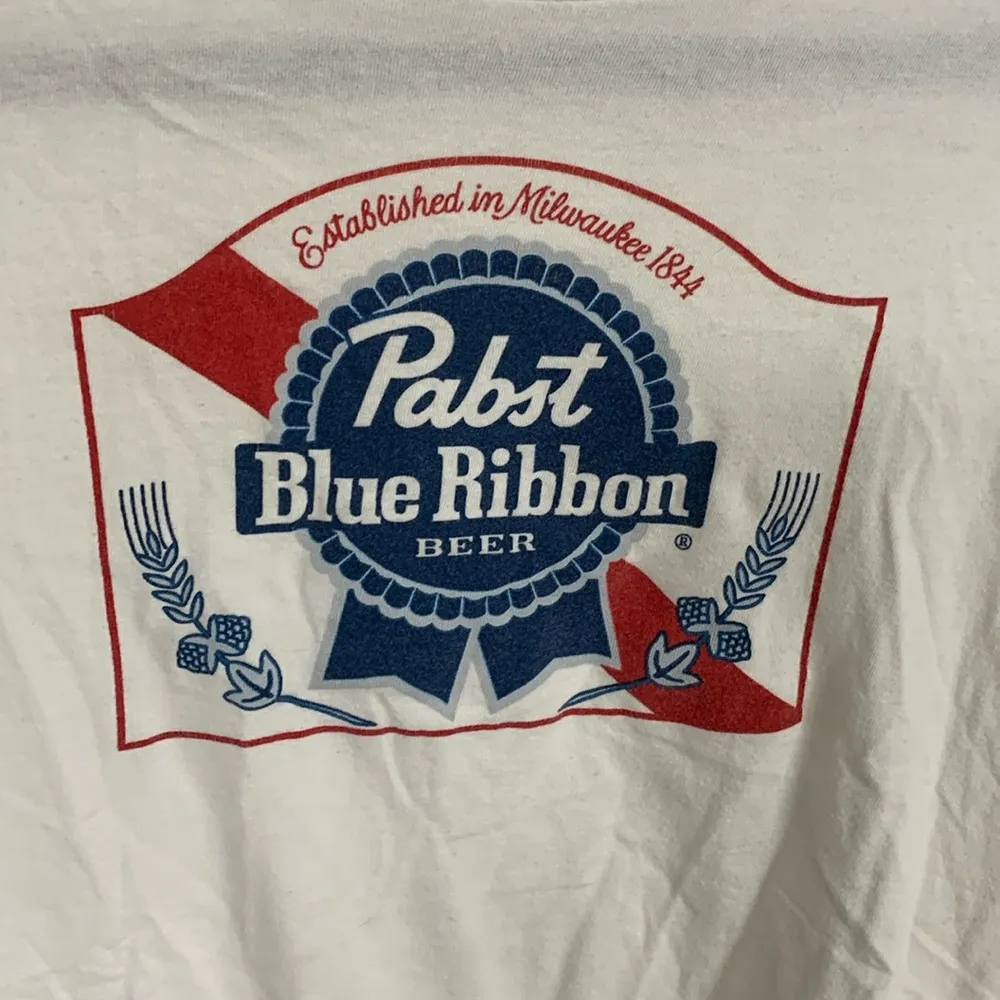 Established in Milwaukee 1844
Pabst
Blue Ribbon
BEER
®